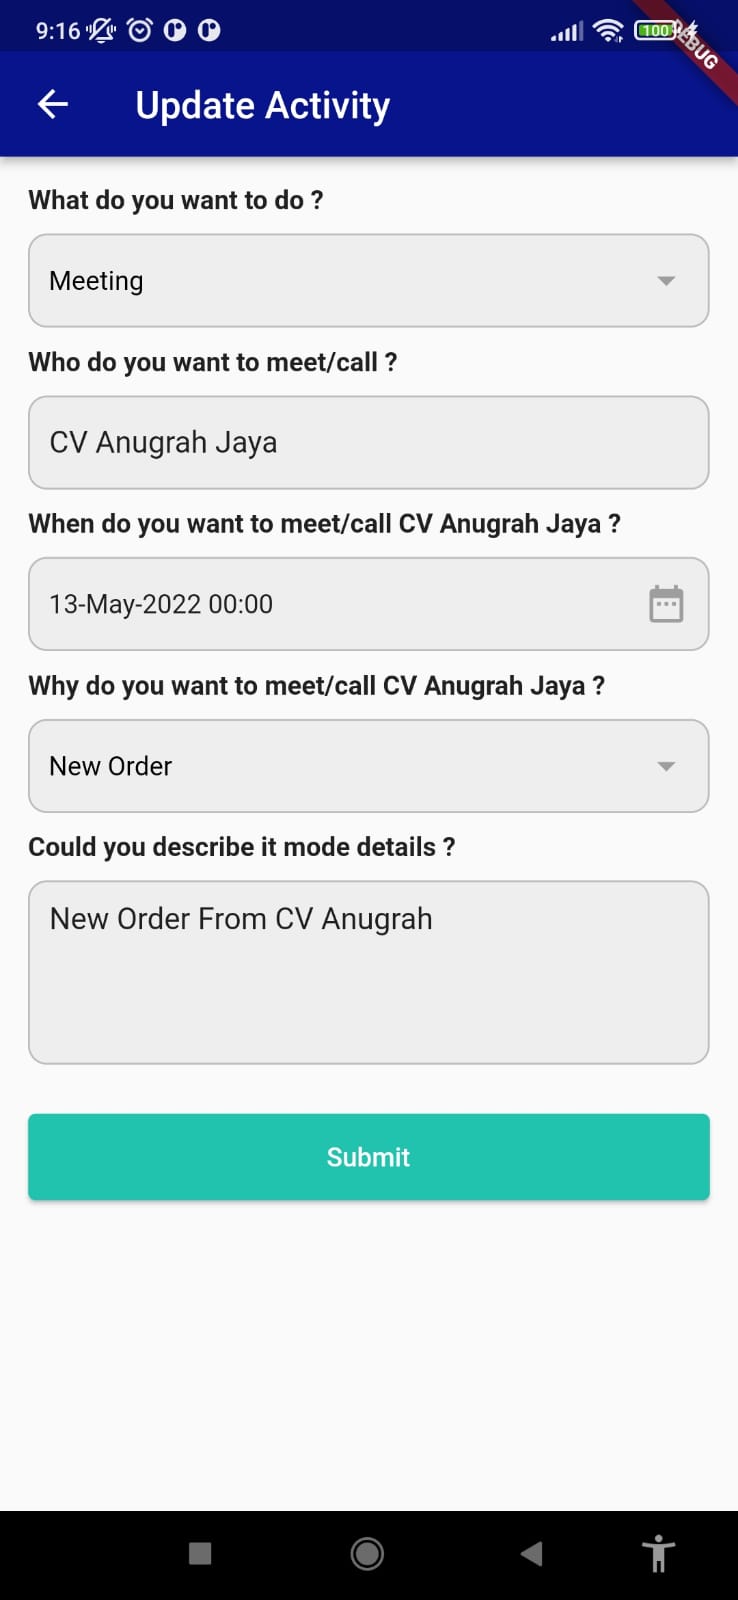 9:16
100
DEBUG
Update Activity
What do you want to do ?
Meeting
Who do you want to meet/call ?
CV Anugrah Jaya
When do you want to meet/call CV Anugrah Jaya ?
13-May-2022 00:00
Why do you want to meet/call CV Anugrah Jaya ?
New Order
Could you describe it mode details ?
New Order From CV Anugrah
Submit